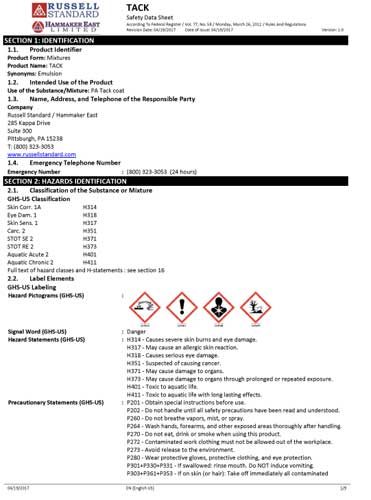 RUSSELL
STANDARD
HAMMAKER EAST
LIMITED
TACK
Safety Data Sheet
According To Federal Register / Vol. 77, No. 58 / Monday, March 26, 2012 / Rules and Regulations
Revision Date: 04/19/2017 Date of Issue: 04/19/2017 Version: 1.0
SECTION 1: IDENTIFICATION
1.1. Product Identifier
Product Form: Mixtures
Product Name: TACK
Synonyms: Emulsion
1.2. Intended Use of the Product
Use of the Substance/Mixture: PA Tack coat
1.3. Name, Address, and Telephone of the Responsible Party
Company
Russell Standard / Hammaker East
285 Kappa Drive
Suite 300
Pittsburgh, PA 15238
T: (800) 323-3053
www.russellstandard.com
1.4. Emergency Telephone Number
Emergency Number : (800) 323-3053 (24 hours)
SECTION 2: HAZARDS IDENTIFICATION
2.1. Classification of the Substance or Mixture
GHS-US Classification
Skin Corr. 1A H314
Eye Dam. 1 H318
Skin Sens. 1 H317
Carc. 2 H351
STOT SE 2 H371
STOT RE 2 H373
Aquatic Acute 2 H401
Aquatic Chronic 2 H411
Full text of hazard classes and H-statements : see section 16
2.2. Label Elements
GHS-US Labeling
Hazard Pictograms (GHS-US) :
Signal Word (GHS-US) : Danger
Hazard Statements (GHS-US) : H314 - Causes severe skin burns and eye damage.
H317 - May cause an allergic skin reaction.
H318 - Causes serious eye damage.
H351 - Suspected of causing cancer.
H371 - May cause damage to organs.
H373 - May cause damage to organs through prolonged or repeated exposure.
H401 - Toxic to aquatic life.
H411 - Toxic to aquatic life with long lasting effects.
Precautionary Statements (GHS-US) : P201 - Obtain special instructions before use.
P202 - Do not handle until all safety precautions have been read and understood.
P260 - Do not breathe vapors, mist, or spray.
P264 - Wash hands, forearms, and other exposed areas thoroughly after handling.
P270 - Do not eat, drink or smoke when using this product.
P272 - Contaminated work clothing must not be allowed out of the workplace.
P273 - Avoid release to the environment.
P280 - Wear protective gloves, protective clothing, and eye protection.
P301+P330+P331 - If swallowed: rinse mouth. Do NOT induce vomiting.
P303+P361+P353 - If on skin (or hair): Take off immediately all contaminated
04/19/2017 EN (English US) 1/9